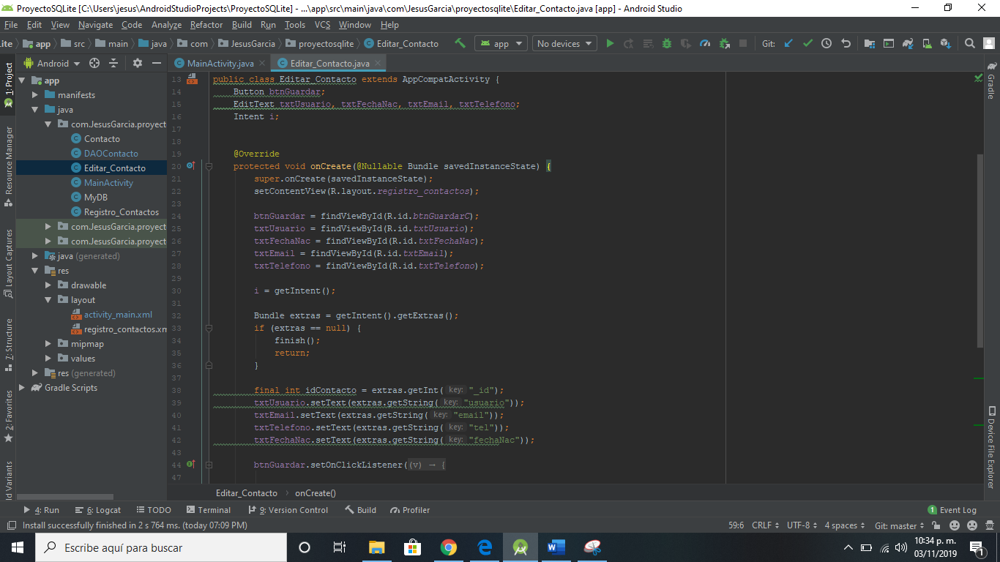 ProyectoSQLite [C:\Users\jesus\AndroidStudioProjects\ProyectoSQLite] - ...\app\src\main\java\com\JesusGarcia\proyectosqlite\Editar_Contacto.java [app] - Android Studio
File Edit View Navigate Code Analyze Refactor Build Run Tools VCS Window Help
ite app src main java com JesusGarcia proyectosqlite Editar_Contacto app No devices Git:
Android
MainActivity.java Editar_Contacto.java
1: Project
Resource Manager
Layout Captures
7: Structure
2: Favorites
ld Variants
app
manifests
java
com.JesusGarcia.proyect
Contacto
DAOContacto
Editar_Contacto
MainActivity
MyDB
Registro_Contactos
com.JesusGarcia.proyect
com.JesusGarcia.proyect
java (generated)
res
drawable
layout
activity_main.xml
registro_contactos.xm
mipmap
values
res (generated)
Gradle Scripts
13 public class Editar_Contacto extends AppCompatActivity {
14 Button btnGuardar;
15 EditText txtUsuario, txtFechaNac, txtEmail, txtTelefono;
16 Intent i;
17
18
19 @Override
20 protected void onCreate(@Nullable Bundle savedInstanceState) {
21 super.onCreate(savedInstanceState);
22 setContentView(R.layout.registro_contactos);
23
24 btnGuardar = findViewById(R.id.btnGuardarC);
25 txtUsuario = findViewById(R.id.txtUsuario);
26 txtFechaNac = findViewById(R.id.txtFechaNac);
27 txtEmail = findViewById(R.id.txtEmail);
28 txtTelefono = findViewById(R.id.txtTelefono);
29
30 i = getIntent();
31
32 Bundle extras = getIntent().getExtras();
33 if (extras == null) {
34 finish();
35 return;
36 }
37
38 final int idContacto = extras.getInt( key: "_id");
39 txtUsuario.setText(extras.getString( key: "usuario"));
40 txtEmail.setText(extras.getString( key: "email"));
41 txtTelefono.setText(extras.getString( key: "tel"));
42 txtFechaNac.setText(extras.getString( key: "fechaNac"));
43
44 btnGuardar.setOnClickListener((v) → {
47
Gradle
Device File Explorer
Editar_Contacto onCreate()
4: Run 6: Logcat TODO Terminal 9: Version Control Build Profiler 1 Event Log
Install successfully finished in 2 s 764 ms. (today 07:09 PM) 59:6 CRLF UTF-8 4 spaces Git: master
Escribe aquí para buscar
10:34 p. m.
03/11/2019
1